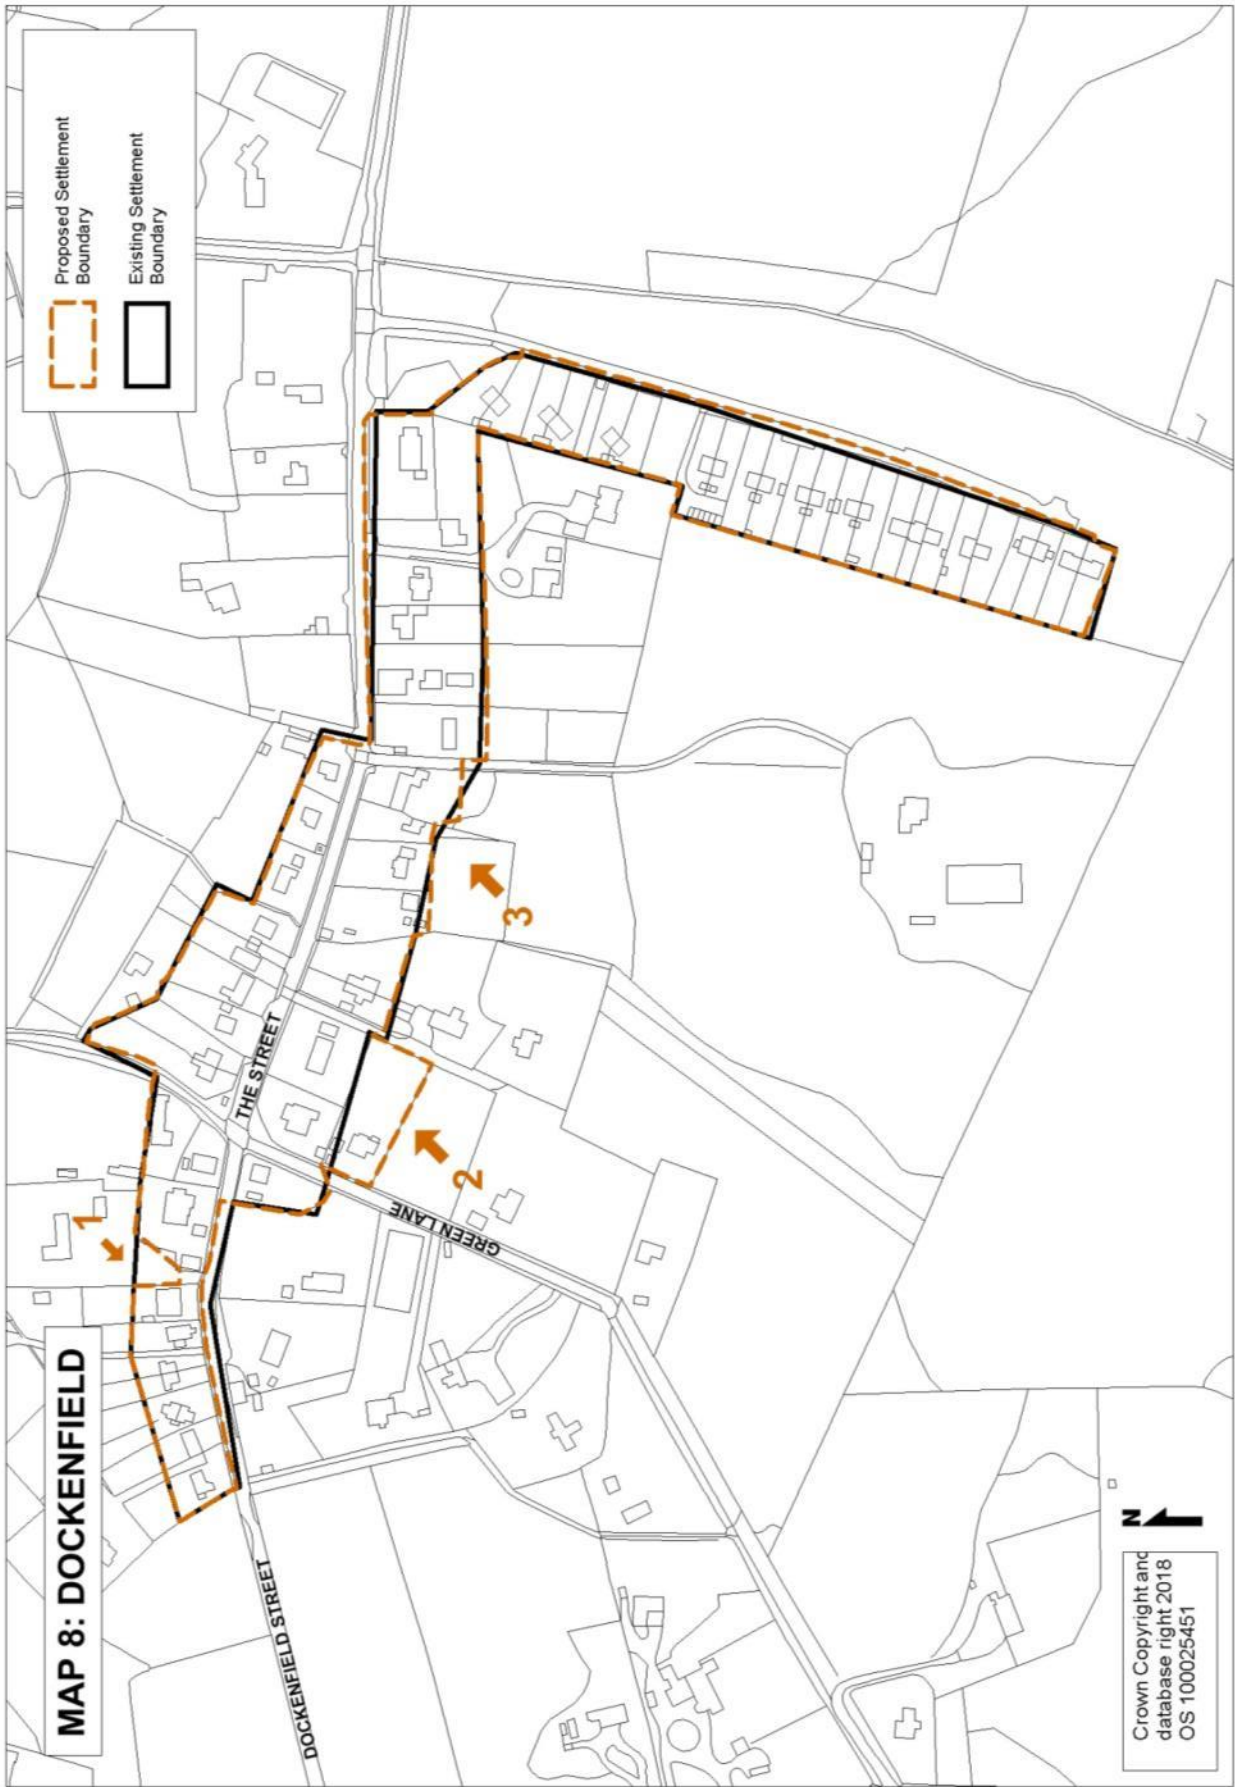 MAP 8: DOCKENFIELD
Proposed Settlement
Boundary
Existing Settlement
Boundary
1
THE STREET
DOCKENFIELD STREET
GREEN LANE
2
3
Crown Copyright and
database right 2018
OS 100025451
N